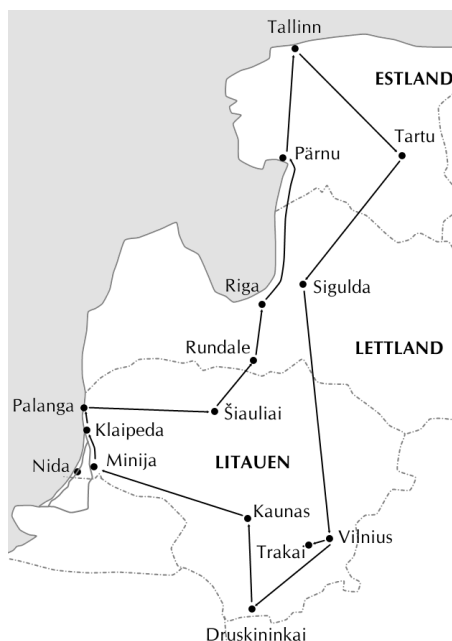 Tallinn
ESTLAND
Tartu
Pärnu
Riga
Sigulda
Rundale
LETTLAND
Palanga
Šiauliai
Klaipeda
Nida
Minija
LITAUEN
Kaunas
Trakai
Vilnius
Druskininkai